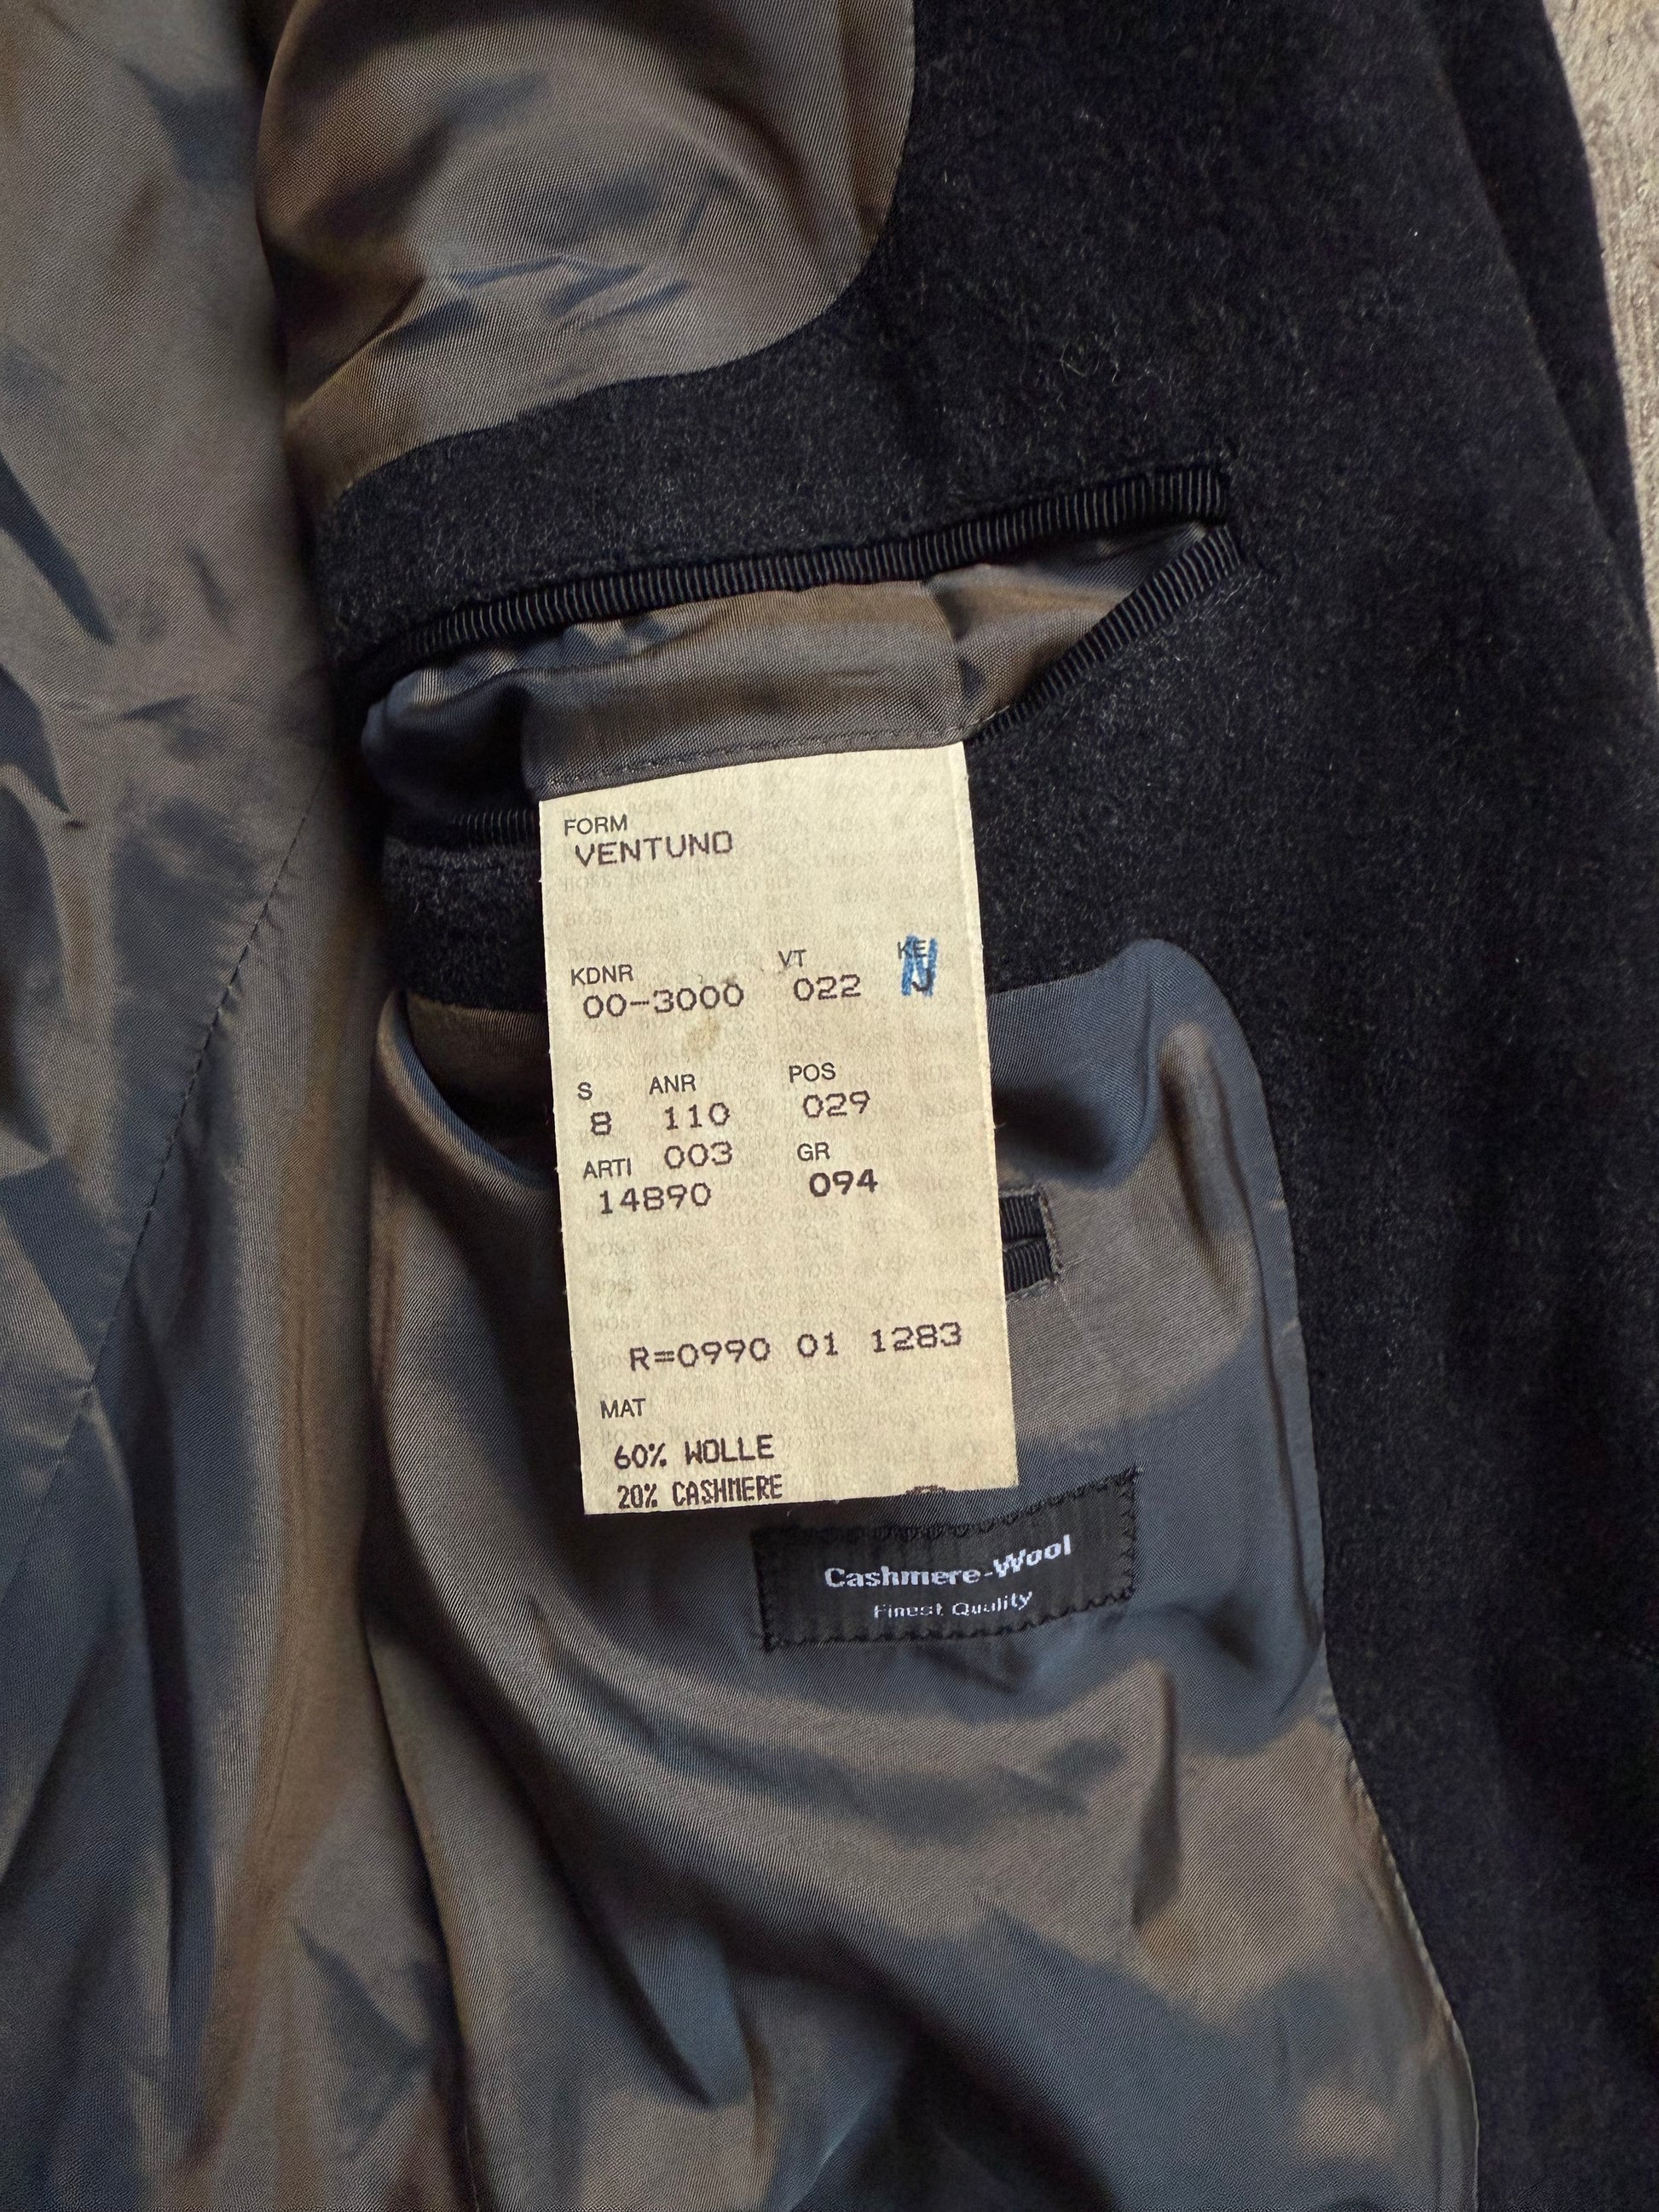 FORM
VENTUNO
KDNR VT KE
00-3000 022 J
S ANR POS
8 110 029
ARTI 003 GR
14890 094
R=0990 01 1283
MAT
60% WOLLE
20% CASHMERE
Cashmere-Wool
Finest Quality